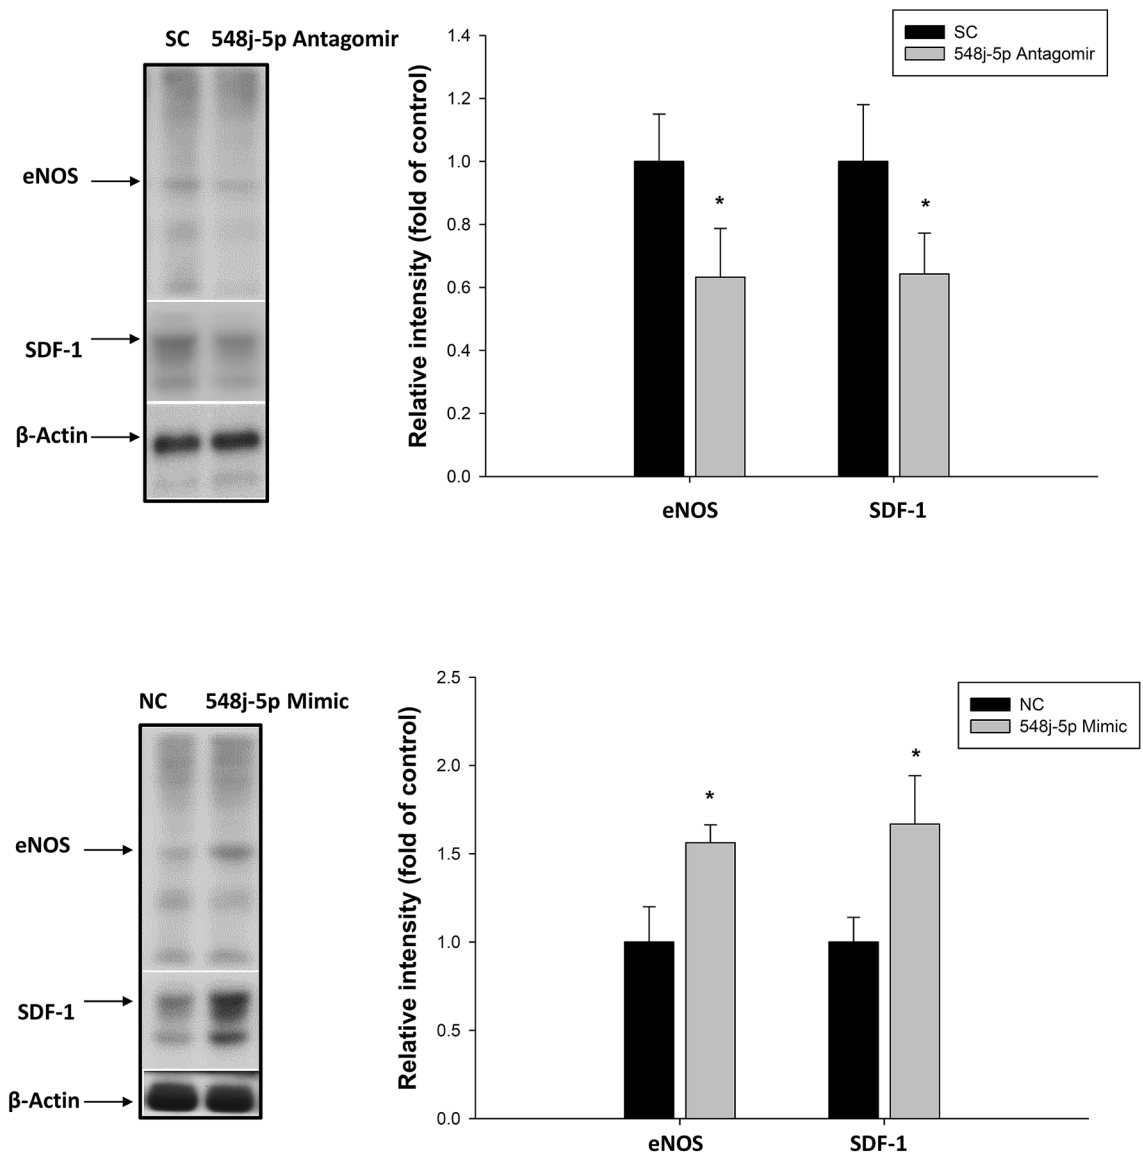 SC 548j-5p Antagomir
eNOS
SDF-1
β-Actin
Relative intensity (fold of control)
1.4
1.2
1.0
0.8
0.6
0.4
0.2
0.0
SC
548j-5p Antagomir
*
*
eNOS SDF-1
NC 548j-5p Mimic
eNOS
SDF-1
β-Actin
Relative intensity (fold of control)
2.5
2.0
1.5
1.0
0.5
0.0
NC
548j-5p Mimic
*
*
eNOS SDF-1